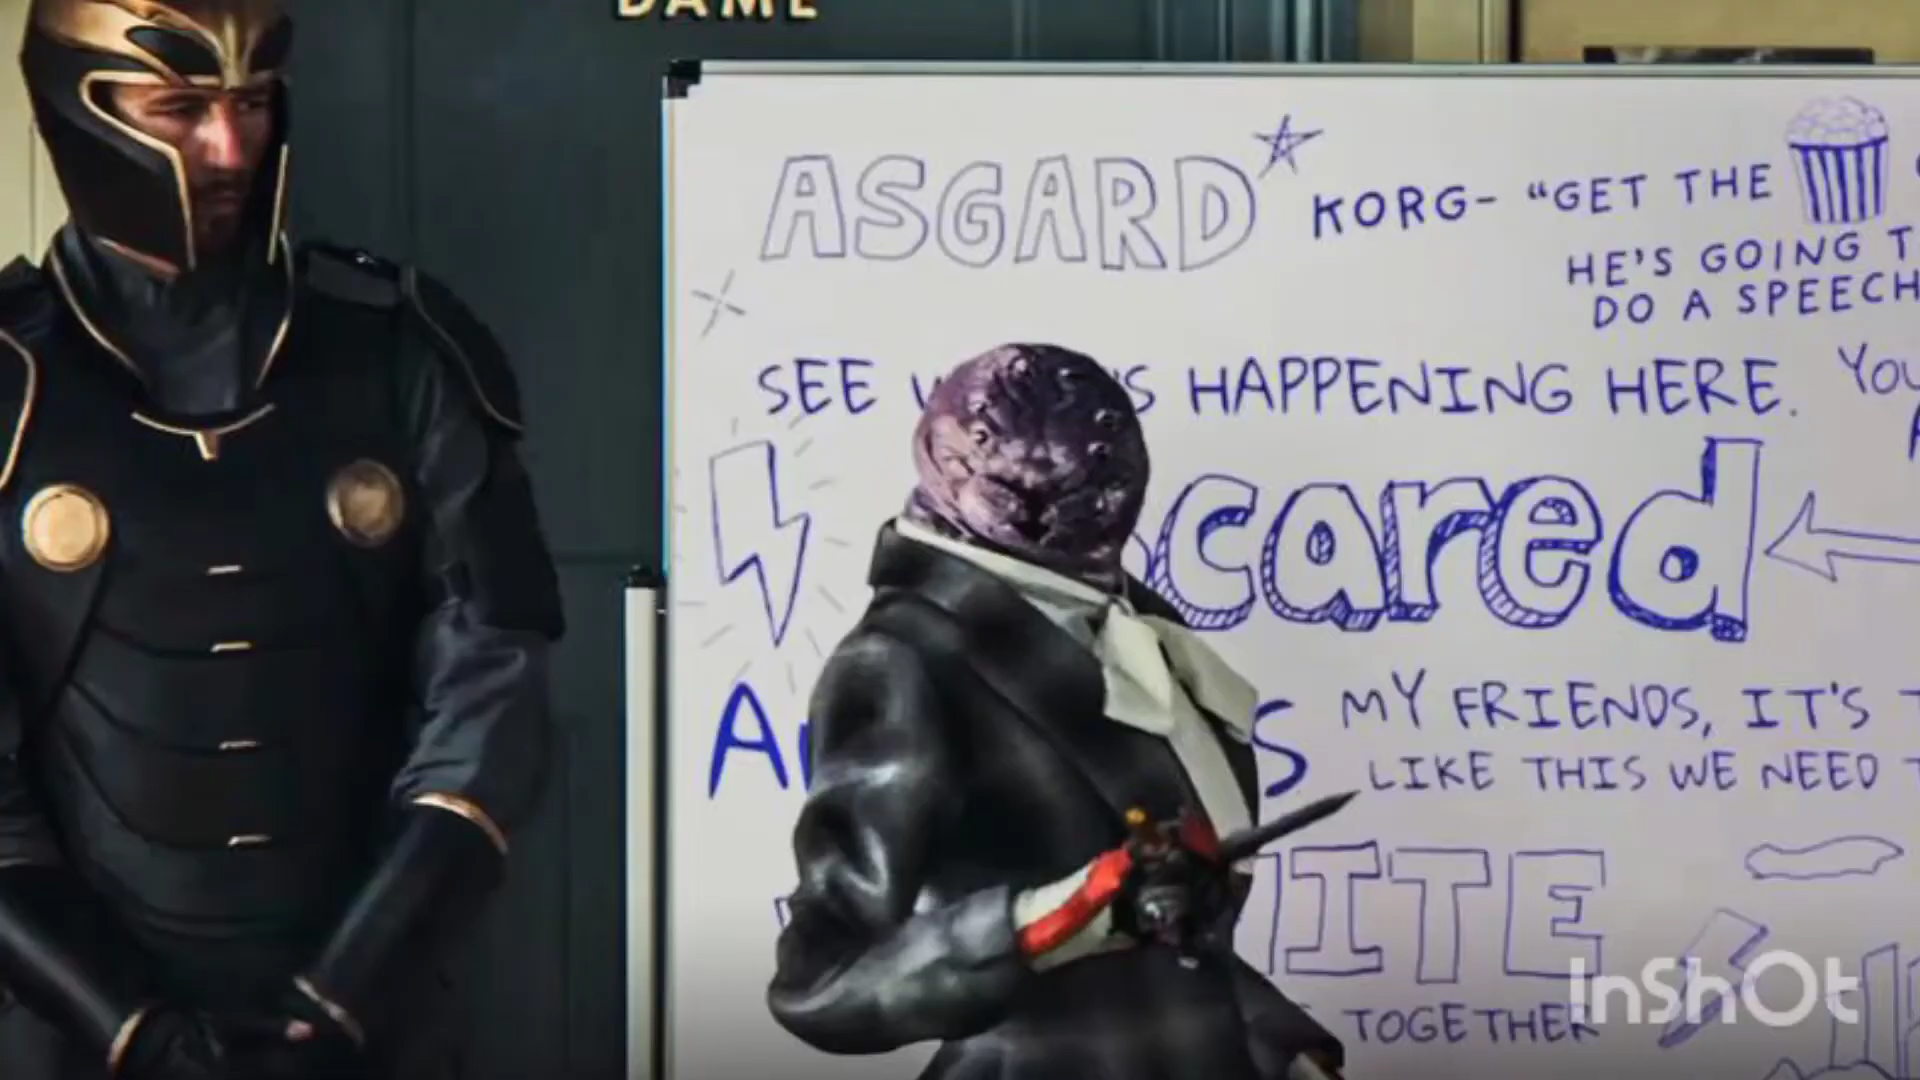 DAME
ASGARD
KORG- "GET THE
HE'S GOING T
DO A SPEECH
SEE HAPPENING HERE. YOU
cared
MY FRIENDS, IT'S
LIKE THIS WE NEED
ITE
TOGETHER
InShOt